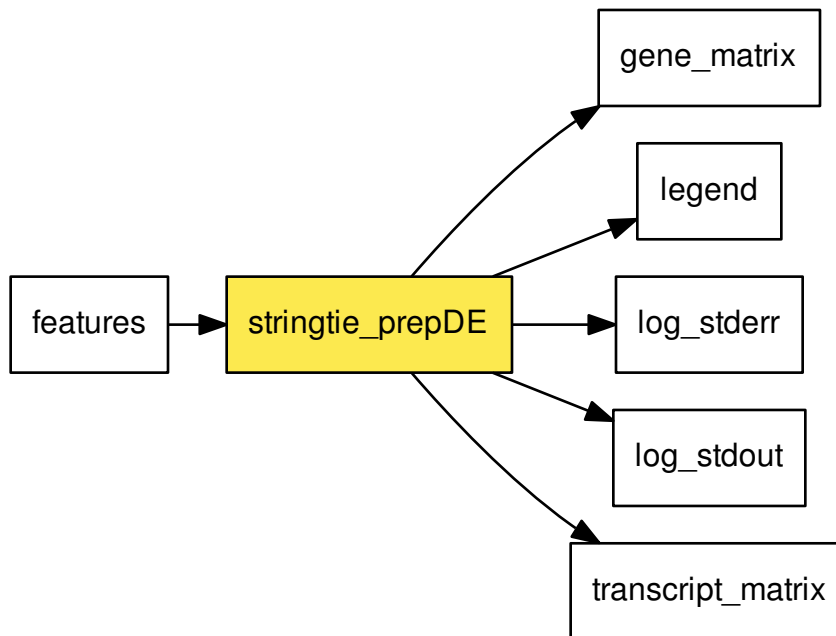 gene_matrix
legend
features
stringtie_prepDE
log_stderr
log_stdout
transcript_matrix